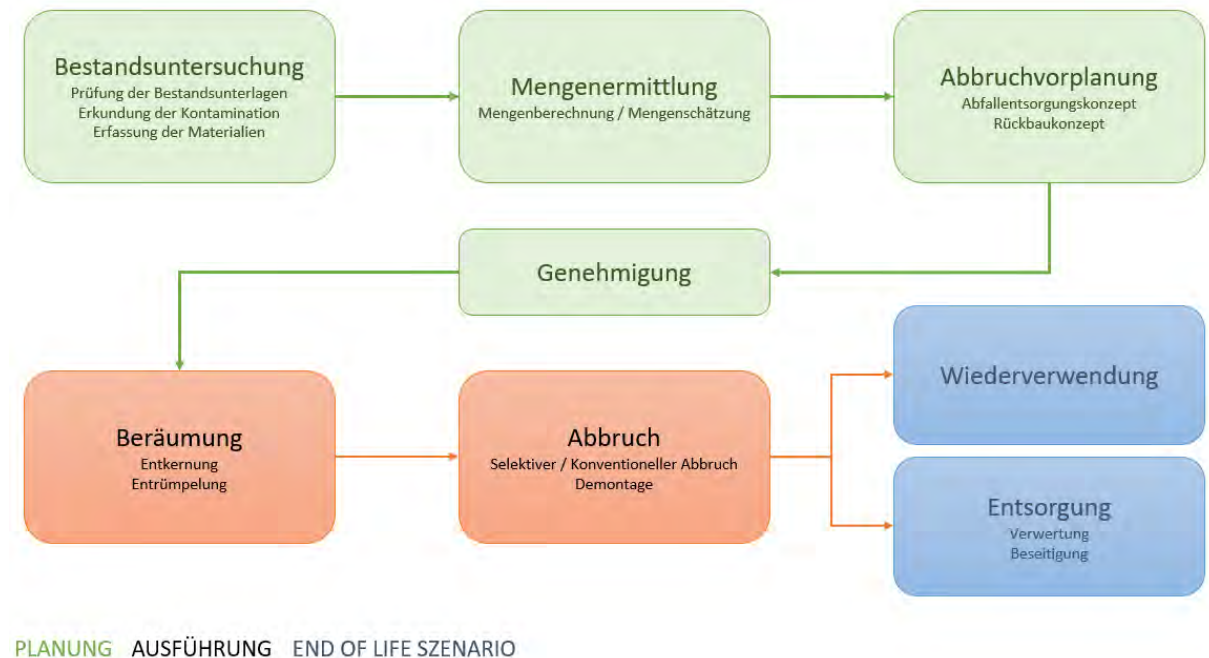 Bestandsuntersuchung
Prüfung der Bestandsunterlagen
Erkundung der Kontamination
Erfassung der Materialien
Mengenermittlung
Mengenberechnung / Mengenschätzung
Abbruchvorplanung
Abfallentsorgungskonzept
Rückbaukonzept
Genehmigung
Beräumung
Entkernung
Entrümpelung
Abbruch
Selektiver / Konventioneller Abbruch
Demontage
Wiederverwendung
Entsorgung
Verwertung
Beseitigung
PLANUNG AUSFÜHRUNG END OF LIFE SZENARIO